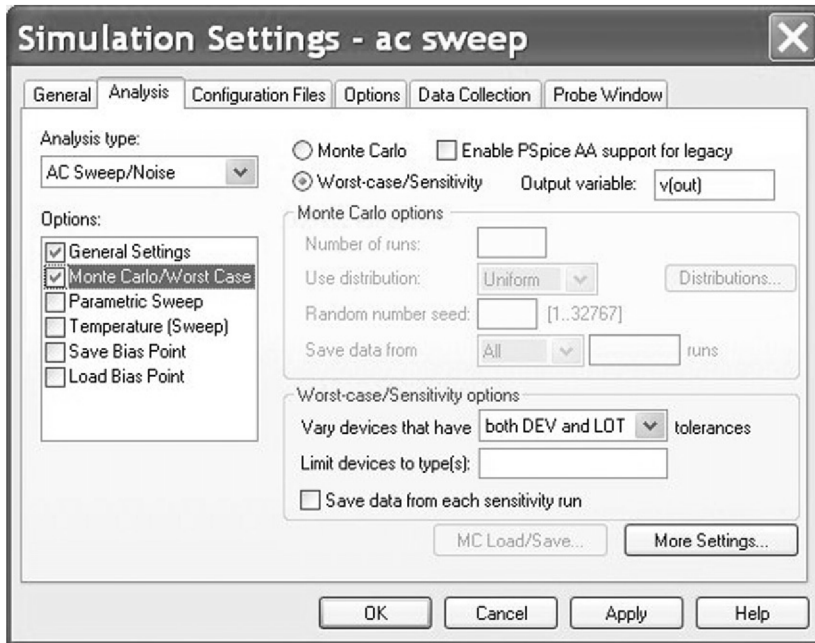 Simulation Settings - ac sweep
General Analysis Configuration Files Options Data Collection Probe Window
Analysis type:
AC Sweep/Noise
Options:
General Settings
Monte Carlo/Worst Case
Parametric Sweep
Temperature (Sweep)
Save Bias Point
Load Bias Point
Monte Carlo Enable PSpice AA support for legacy
Worst-case/Sensitivity Output variable: v(out)
Monte Carlo options
Number of runs:
Use distribution: Uniform Distributions...
Random number seed: [1..32767]
Save data from All runs
Worst-case/Sensitivity options
Vary devices that have both DEV and LOT tolerances
Limit devices to type(s):
Save data from each sensitivity run
MC Load/Save... More Settings...
OK Cancel Apply Help